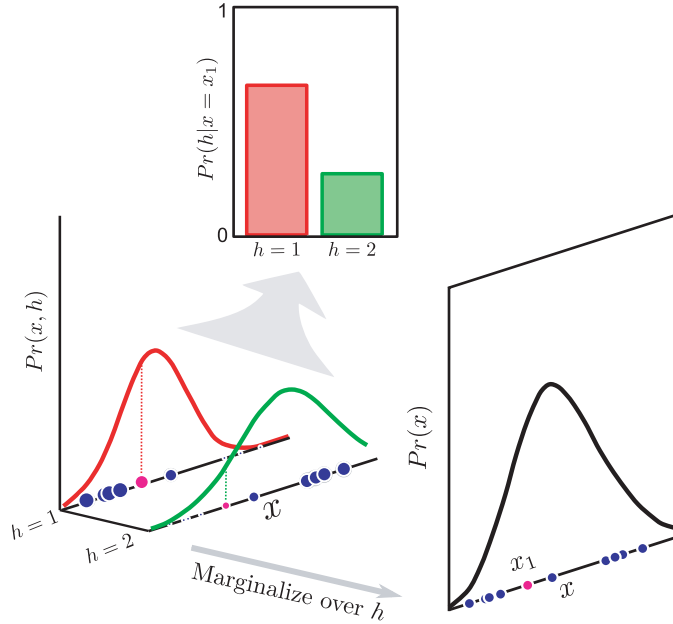 1
Pr(h|x = x₁)
0
h = 1
h = 2
Pr(x, h)
Pr(x)
h = 1
h = 2
x
x₁
x
Marginalize over h